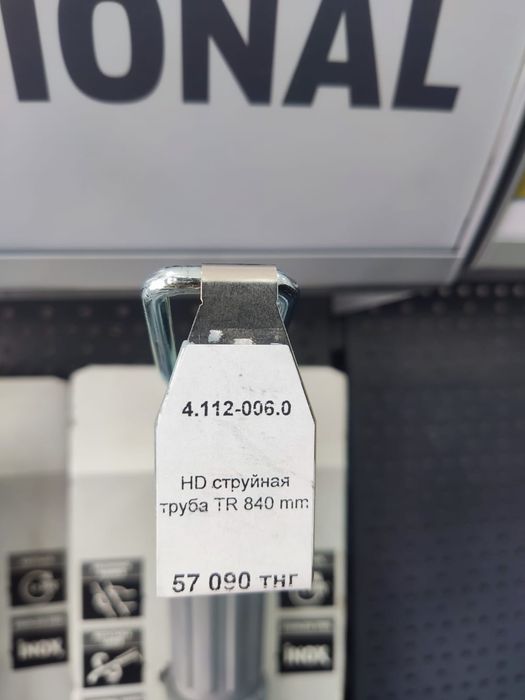 IONAL
4.112-006.0
HD струйная
труба TR 840 mm
57 090 тнг
inox
inox